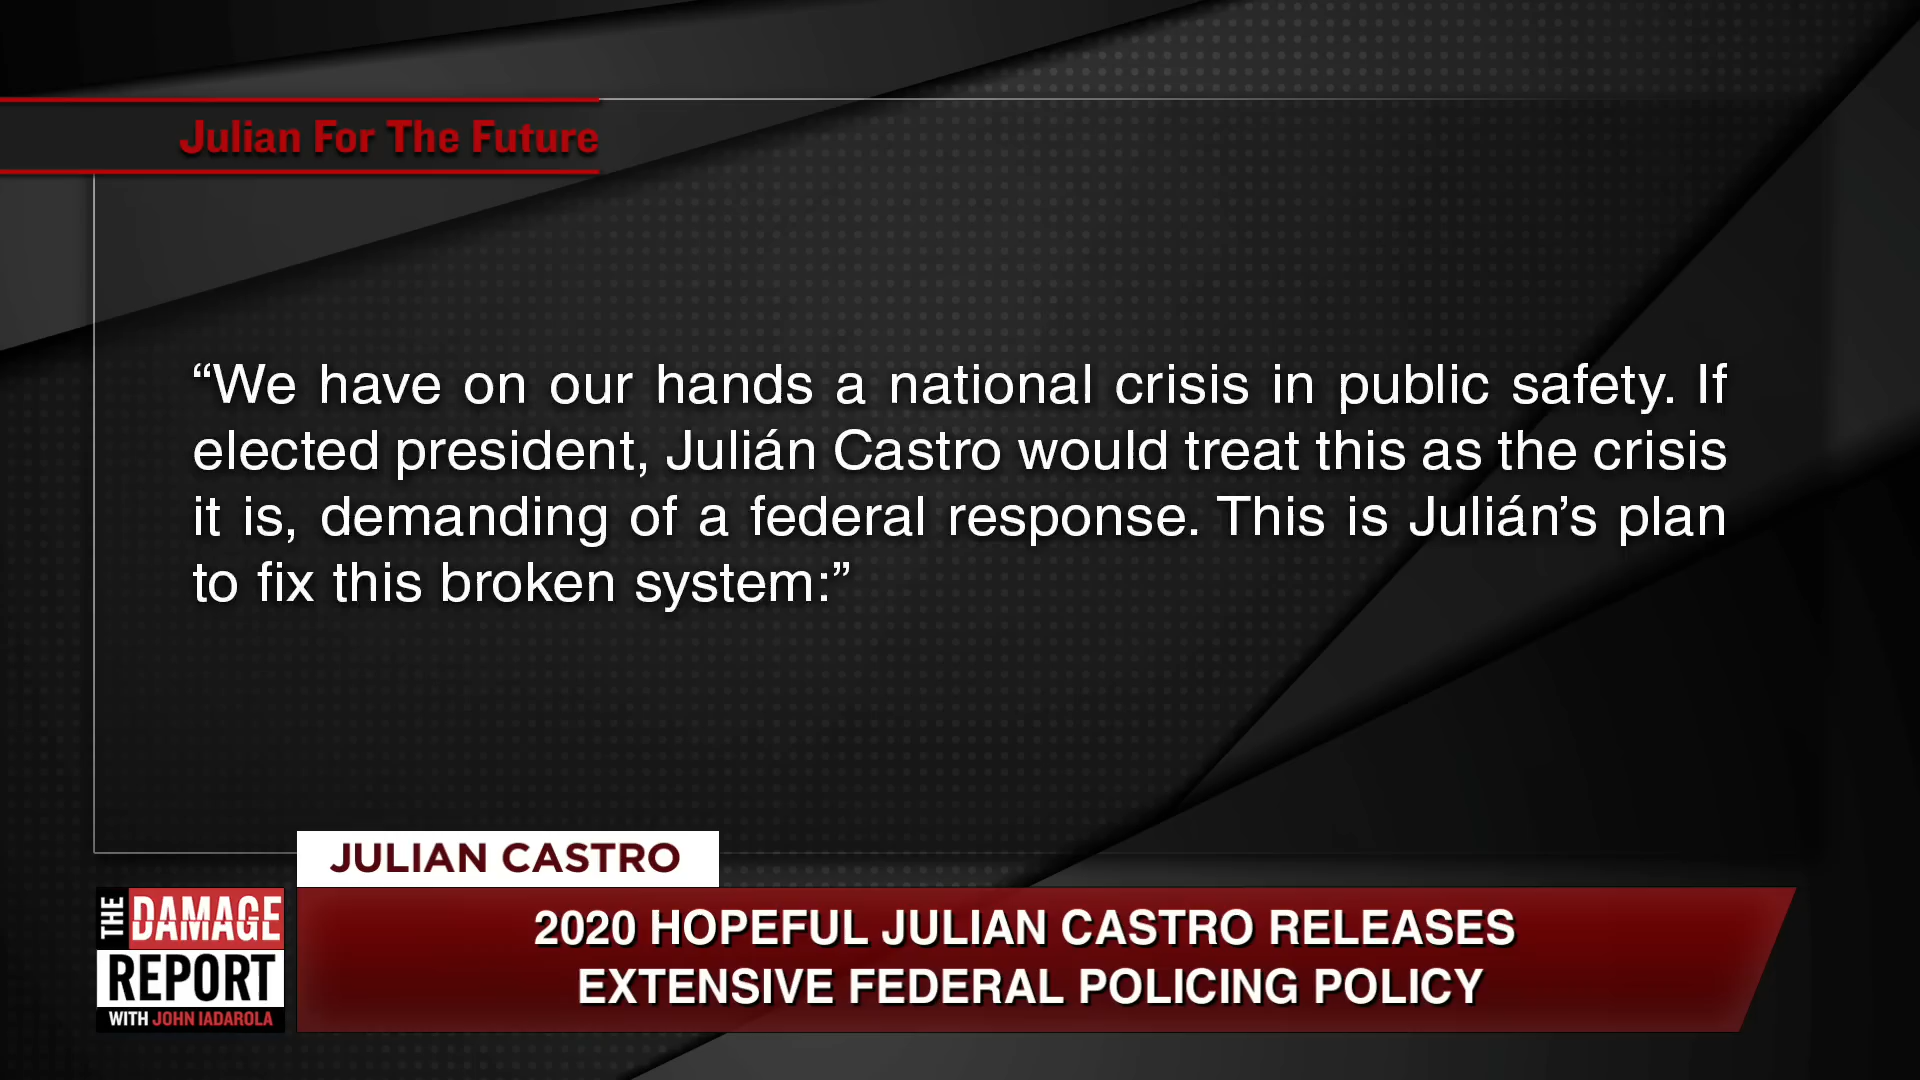 Julian For The Future
“We have on our hands a national crisis in public safety. If
elected president, Julián Castro would treat this as the crisis
it is, demanding of a federal response. This is Julián’s plan
to fix this broken system:”
JULIAN CASTRO
THE DAMAGE
REPORT
WITH JOHN IADAROLA
2020 HOPEFUL JULIAN CASTRO RELEASES
EXTENSIVE FEDERAL POLICING POLICY